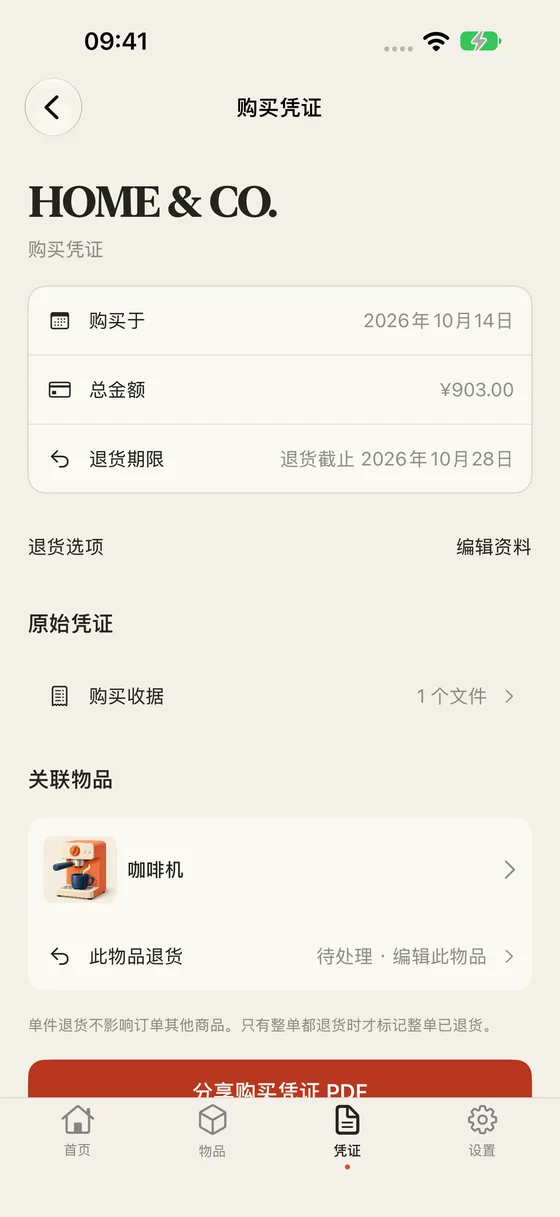 09:41
购买凭证
HOME & CO.
购买凭证
购买于 2026年10月14日
总金额 ¥903.00
退货期限 退货截止 2026年10月28日
退货选项 编辑资料
原始凭证
购买收据 1 个文件
关联物品
咖啡机
此物品退货 待处理 · 编辑此物品
单件退货不影响订单其他商品。只有整单都退货时才标记整单已退货。
分享购买凭证 PDF
首页 物品 凭证 设置